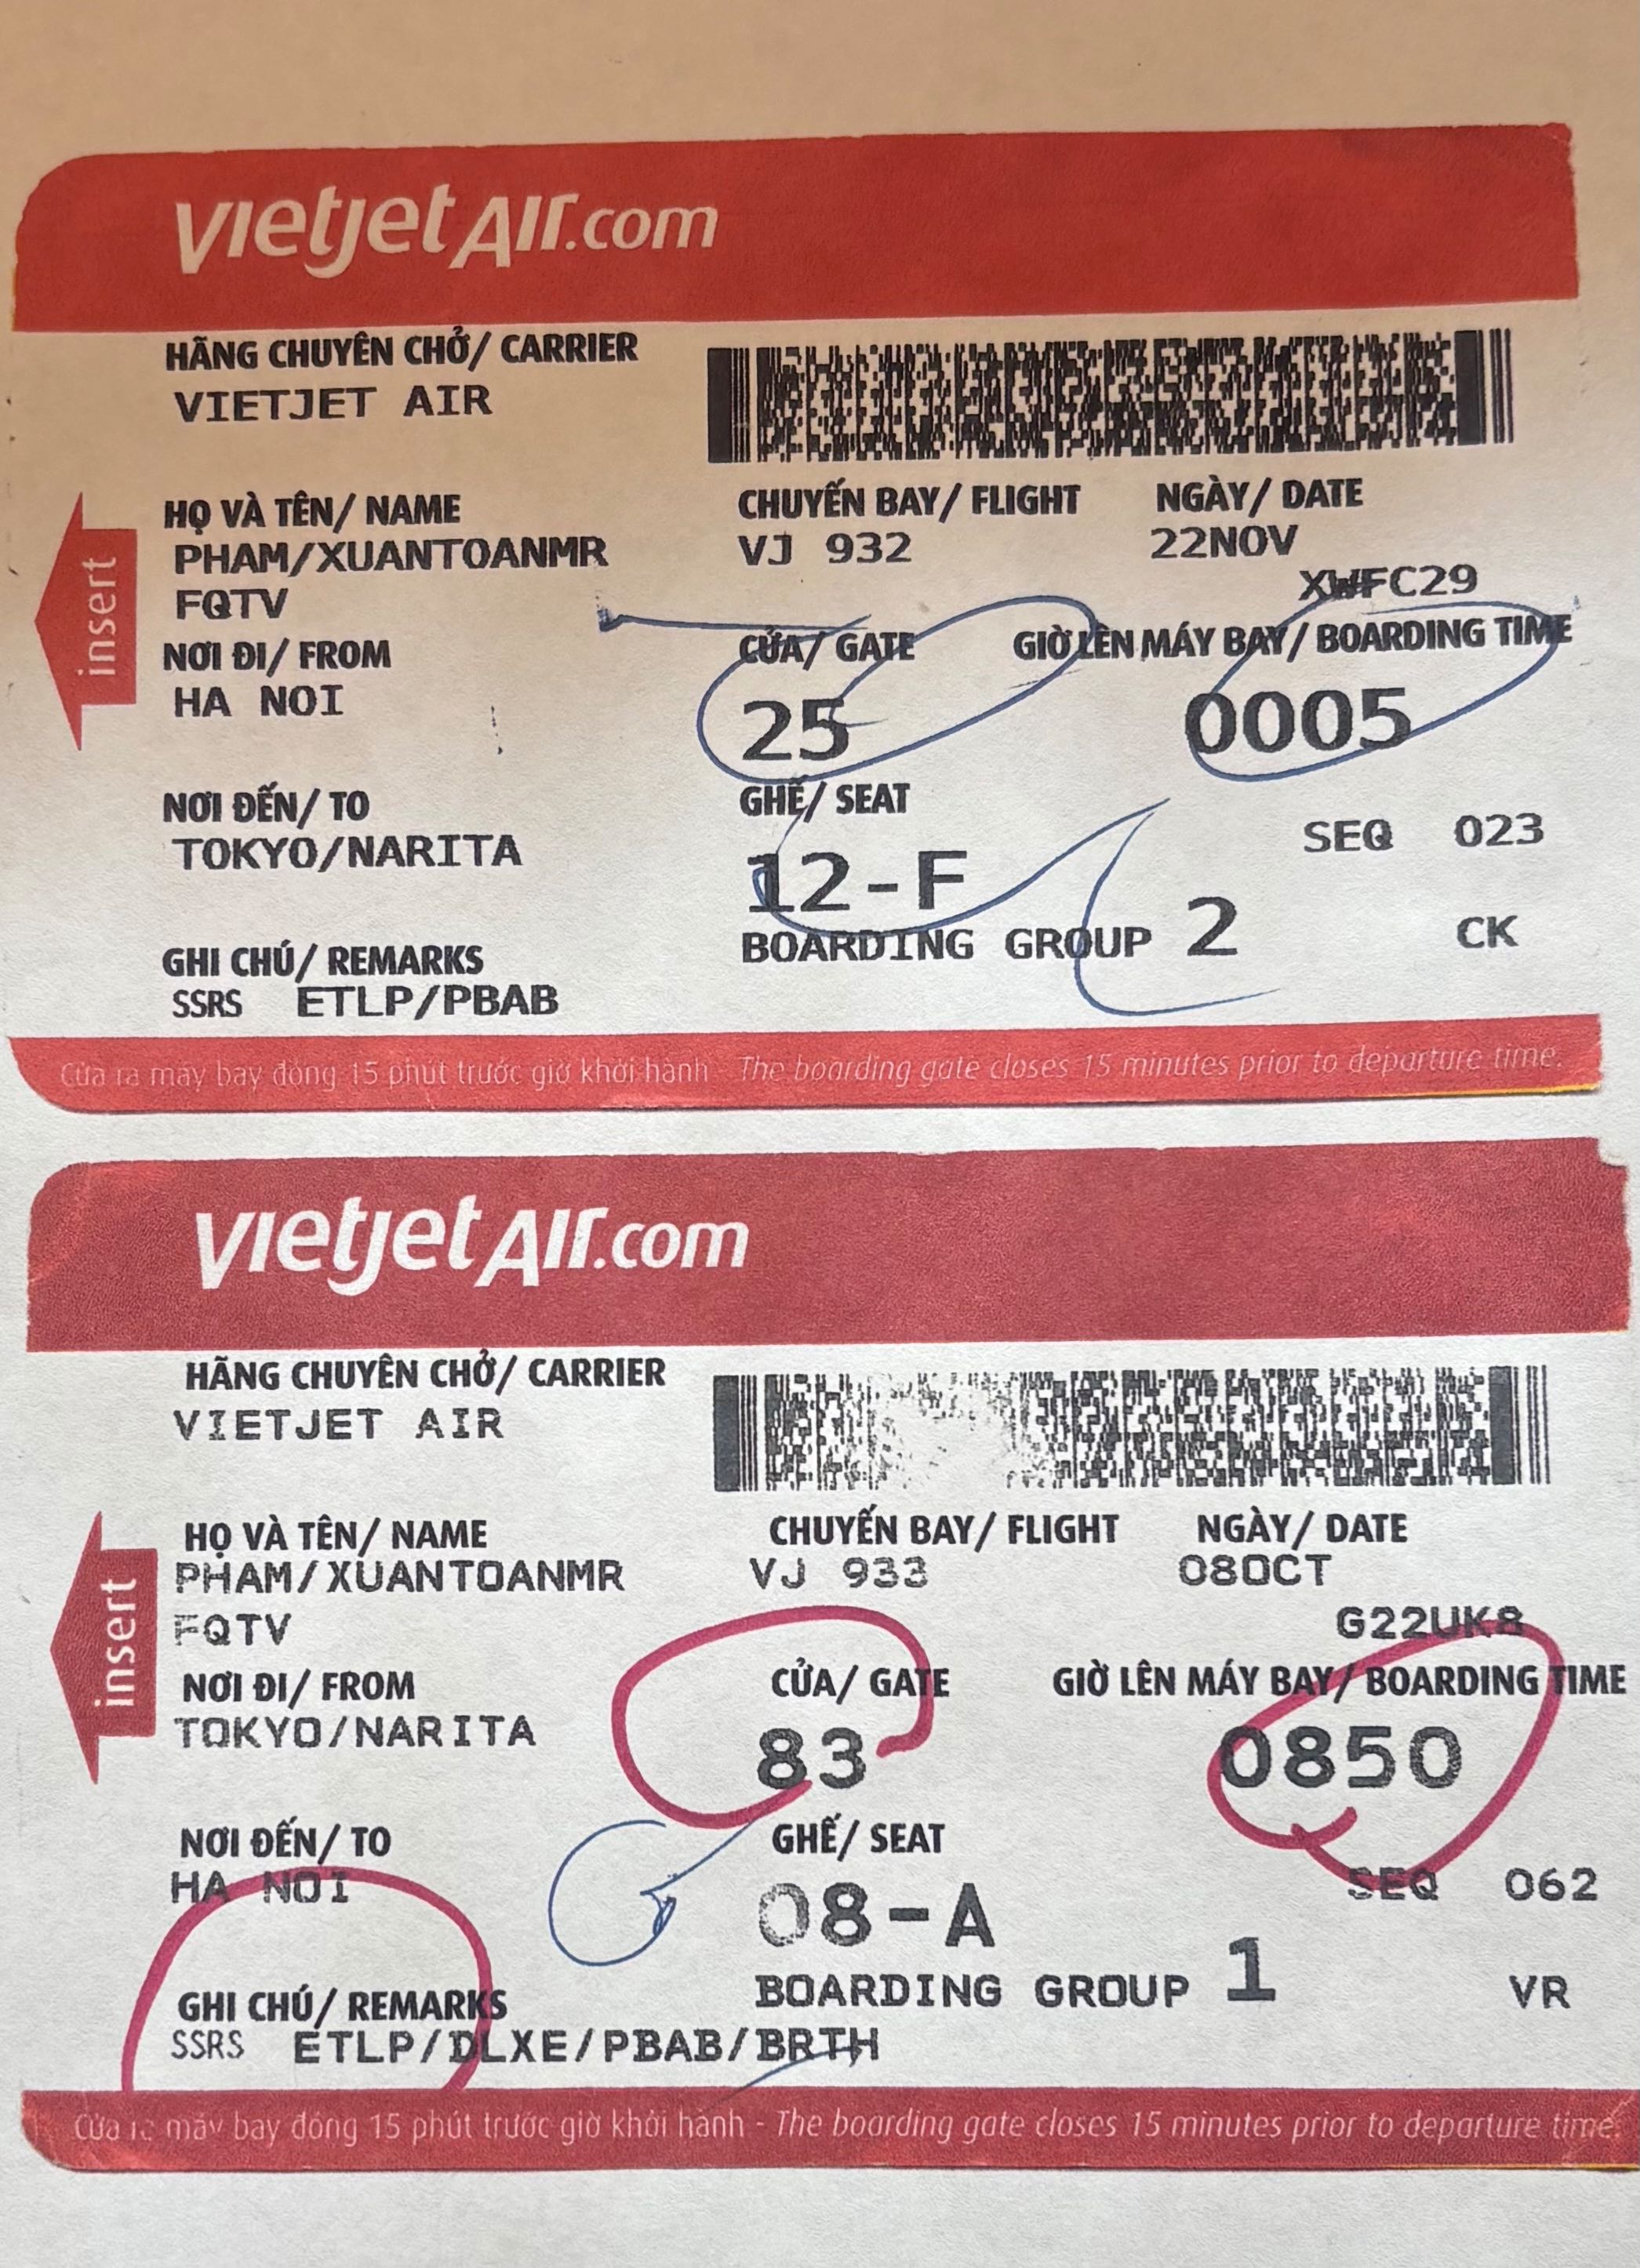 vietjetAir.com
HÃNG CHUYÊN CHỞ/ CARRIER
VIETJET AIR
HỌ VÀ TÊN/ NAME
PHAM/XUANTOANMR
FQTV
CHUYẾN BAY/ FLIGHT
VJ 932
NGÀY/ DATE
22NOV
XWFC29
insert
NƠI ĐI/ FROM
HA NOI
CỬA/ GATE
25
GIỜ LÊN MÁY BAY/ BOARDING TIME
0005
NƠI ĐẾN/ TO
TOKYO/NARITA
GHẾ/ SEAT
12-F
SEQ 023
BOARDING GROUP 2
CK
GHI CHÚ/ REMARKS
SSRS ETLP/PBAB
Cửa ra máy bay đóng 15 phút trước giờ khởi hành - The boarding gate closes 15 minutes prior to departure time.
vietjetAir.com
HÃNG CHUYÊN CHỞ/ CARRIER
VIETJET AIR
HỌ VÀ TÊN/ NAME
PHAM/XUANTOANMR
FQTV
CHUYẾN BAY/ FLIGHT
VJ 933
NGÀY/ DATE
08OCT
G22UK8
insert
NƠI ĐI/ FROM
TOKYO/NARITA
CỬA/ GATE
83
GIỜ LÊN MÁY BAY/ BOARDING TIME
0850
NƠI ĐẾN/ TO
HA NOI
GHẾ/ SEAT
08-A
SEQ 062
BOARDING GROUP 1
VR
GHI CHÚ/ REMARKS
SSRS ETLP/DLXE/PBAB/BRTH
Cửa ra máy bay đóng 15 phút trước giờ khởi hành - The boarding gate closes 15 minutes prior to departure time.